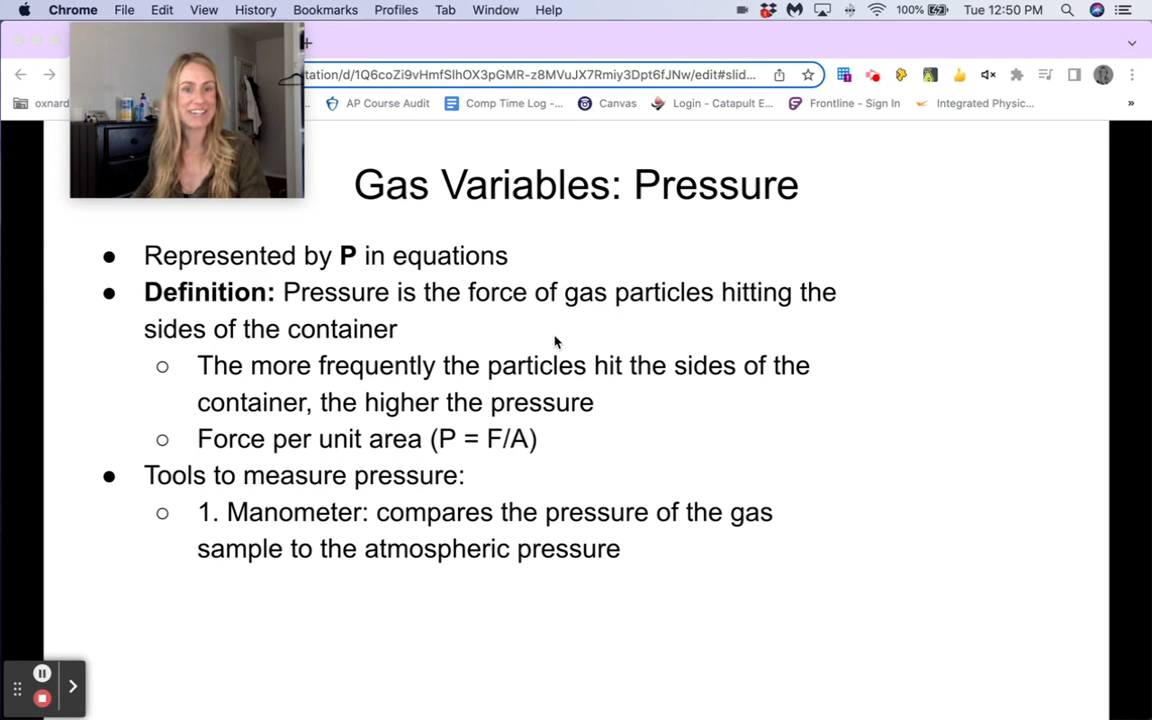 Chrome File Edit View History Bookmarks Profiles Tab Window Help 100% Tue 12:50 PM
tation/d/1Q6coZi9vHmfSlhOX3pGMR-z8MVuJX7Rmiy3Dpt6fJNw/edit#slid...
oxnard AP Course Audit Comp Time Log -... Canvas Login - Catapult E... Frontline - Sign In Integrated Physic... »
Gas Variables: Pressure
● Represented by P in equations
● Definition: Pressure is the force of gas particles hitting the
sides of the container
○ The more frequently the particles hit the sides of the
container, the higher the pressure
○ Force per unit area (P = F/A)
● Tools to measure pressure:
○ 1. Manometer: compares the pressure of the gas
sample to the atmospheric pressure